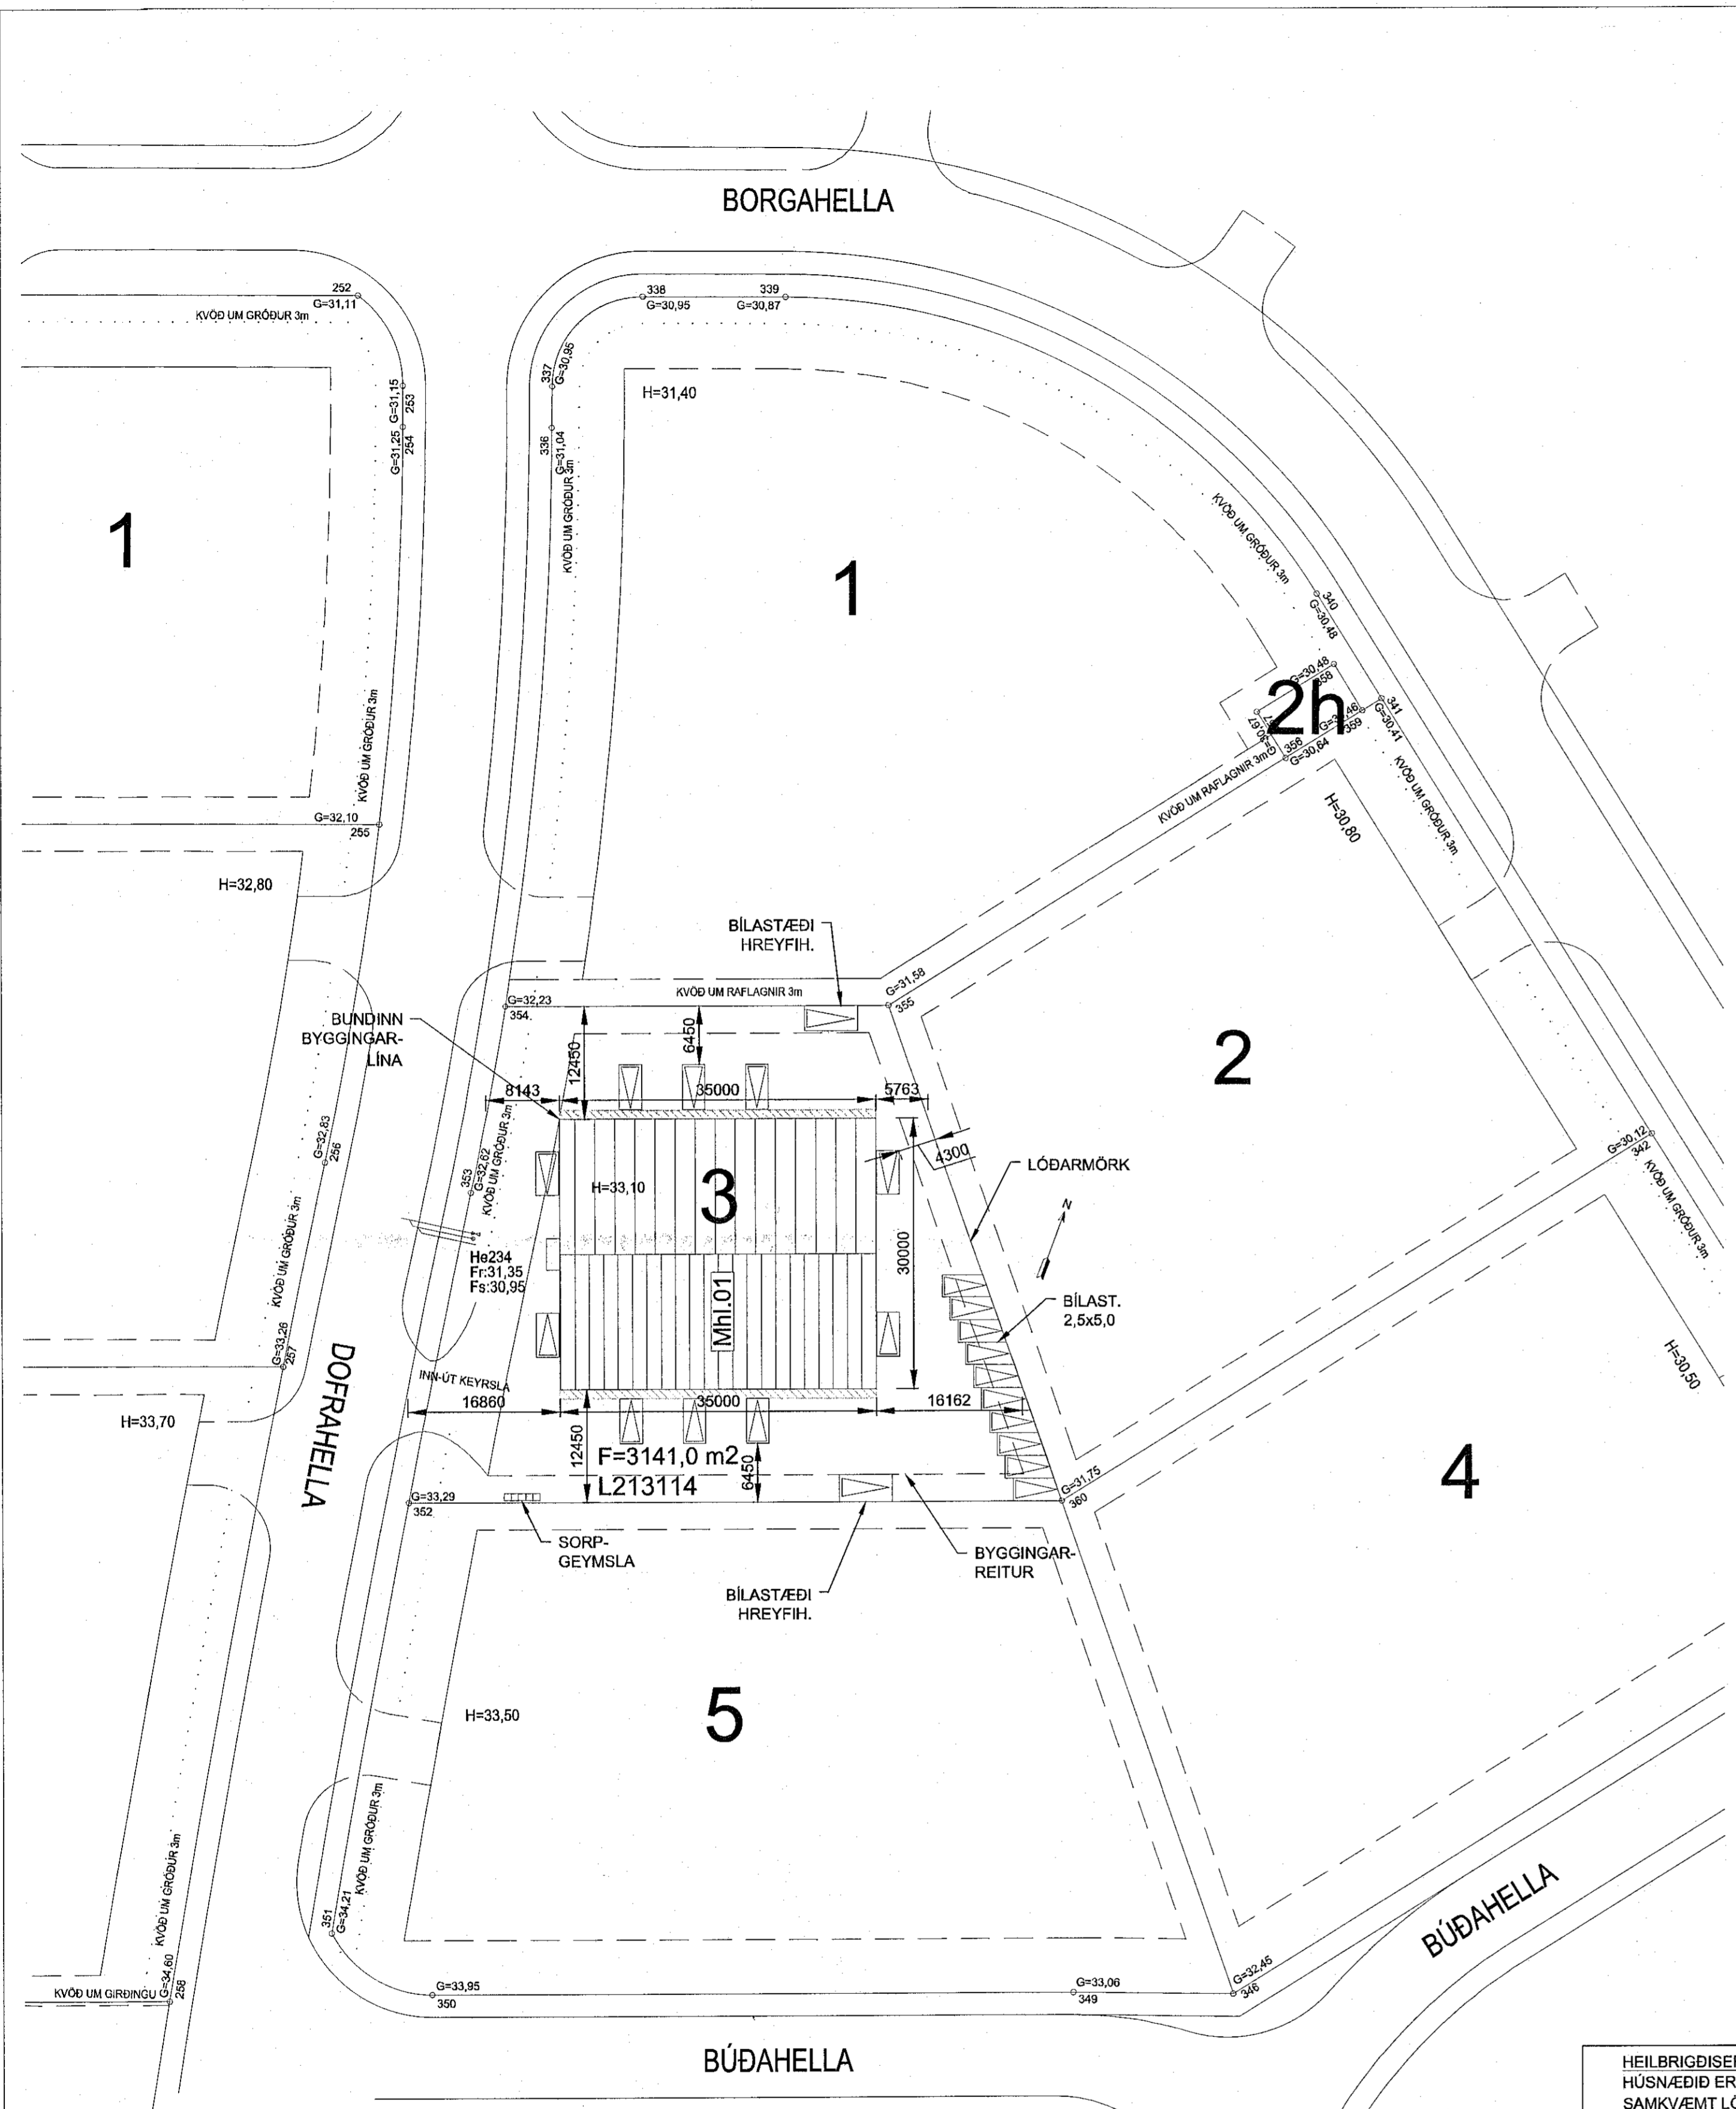 BORGAHELLA
252
G=31,11
KVÖÐ UM GRÓÐUR 3m
338
G=30,95
339
G=30,87
G=31,15
253
G=31,25
254
337
G=30,95
336
G=31,04
KVÖÐ UM GRÓÐUR 3m
H=31,40
1
1
KVÖÐ UM GRÓÐUR 3m
340
G=30,48
G=30,48
358
2h
341
G=30,41
359
356
G=30,64
KVÖÐ UM RAFLAGNIR 3m
KVÖÐ UM GRÓÐUR 3m
H=30,80
KVÖÐ UM GRÓÐUR 3m
G=32,10
255
H=32,80
BÍLASTÆÐI
HREYFIH.
G=31,58
355
KVÖÐ UM RAFLAGNIR 3m
G=32,23
354
BUNDINN
BYGGINGAR-
LÍNA
12450
6450
8143
35000
5763
2
G=32,83
256
353
G=32,62
KVÖÐ UM GRÓÐUR 3m
4300
LÓÐARMÖRK
N
G=30,12
342
KVÖÐ UM GRÓÐUR 3m
H=33,10
3
30000
KVÖÐ UM GRÓÐUR 3m
He234
Fr:31,35
Fs:30,95
Mhl.01
BÍLAST.
2,5x5,0
G=33,26
257
DOFRAHELLA
INN-ÚT KEYRSLA
16860
35000
16162
H=30,50
H=33,70
12450
F=3141,0 m2
L213114
6450
G=31,75
360
4
G=33,29
352
SORP-
GEYMSLA
BYGGINGAR-
REITUR
BÍLASTÆÐI
HREYFIH.
H=33,50
5
KVÖÐ UM GRÓÐUR 3m
KVÖÐ UM GRÓÐUR 3m
351
G=34,21
BÚÐAHELLA
KVÖÐ UM GIRÐINGU
G=34,60
258
G=33,95
350
G=33,06
349
G=32,45
346
BÚÐAHELLA
HÚSNÆÐIÐ ER